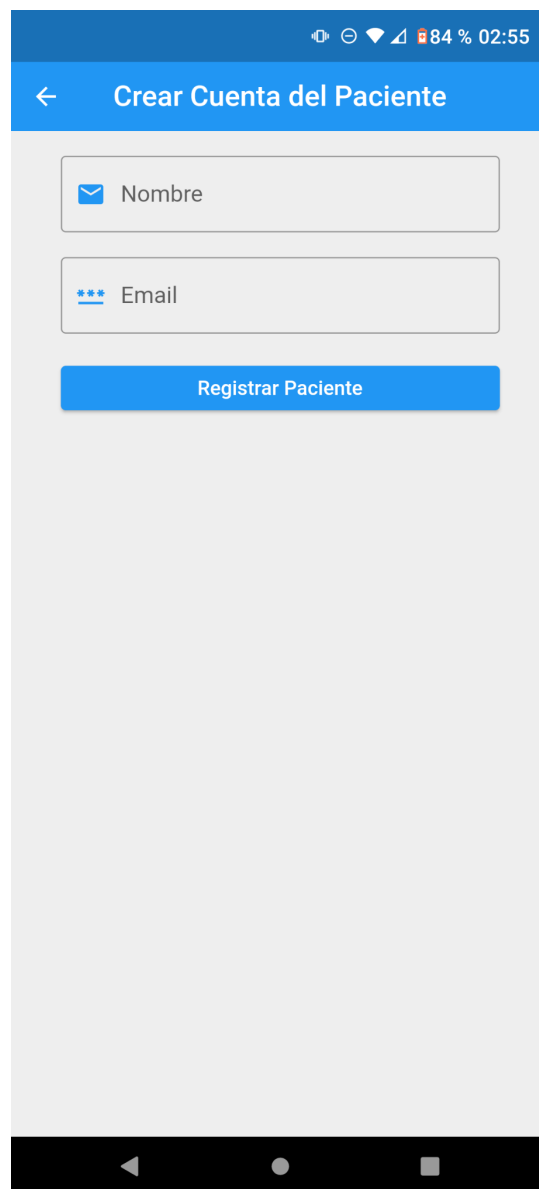 84 % 02:55
Crear Cuenta del Paciente
Nombre
*** Email
Registrar Paciente